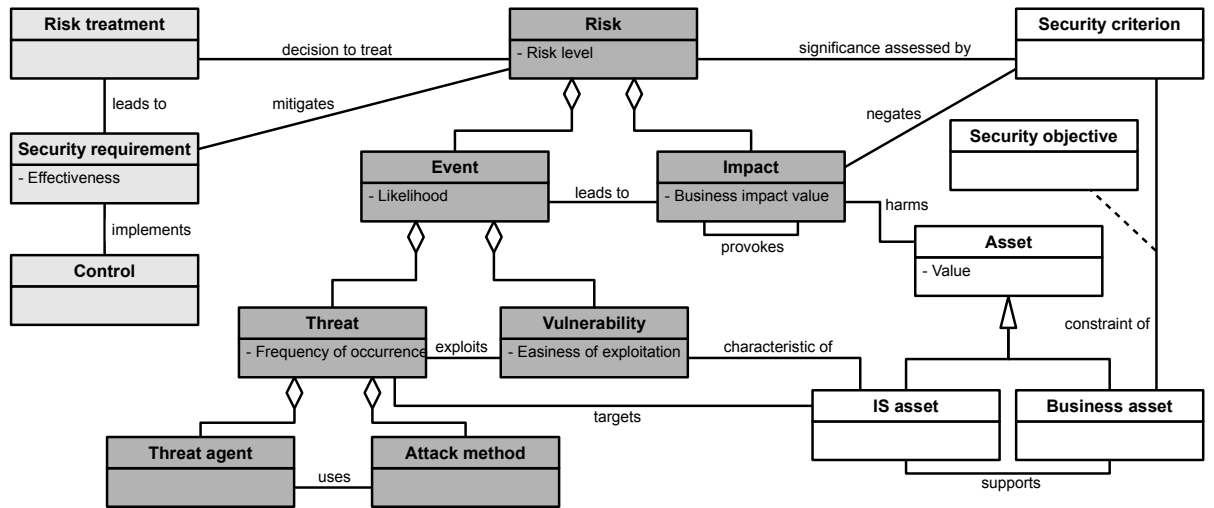 Risk treatment
decision to treat
Risk
- Risk level
significance assessed by
Security criterion
leads to
mitigates
negates
Security objective
Security requirement
- Effectiveness
Event
- Likelihood
leads to
Impact
- Business impact value
provokes
harms
Asset
- Value
implements
Control
Threat
- Frequency of occurrence
exploits
Vulnerability
- Easiness of exploitation
characteristic of
constraint of
targets
IS asset
Business asset
supports
Threat agent
uses
Attack method